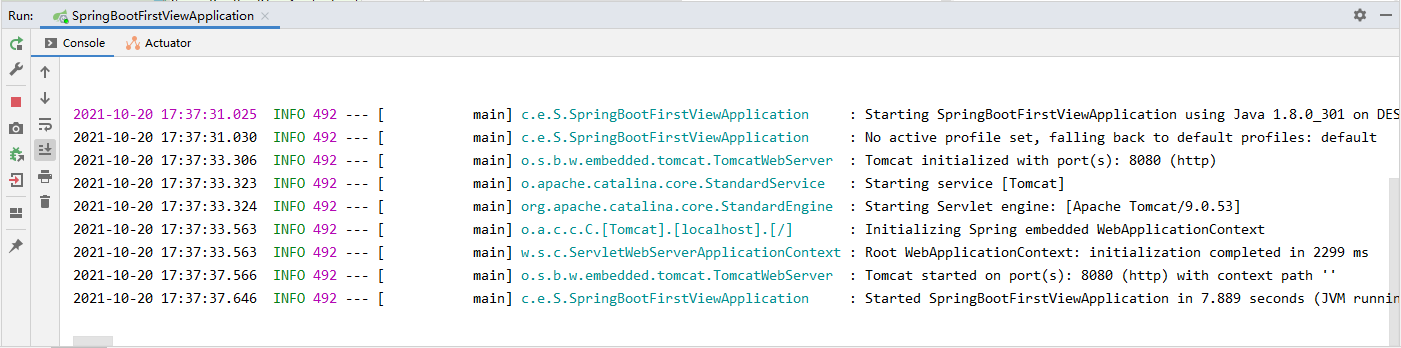 Run: SpringBootFirstViewApplication
Console Actuator
2021-10-20 17:37:31.025  INFO 492 --- [           main] c.e.S.SpringBootFirstViewApplication     : Starting SpringBootFirstViewApplication using Java 1.8.0_301 on DES
2021-10-20 17:37:31.030  INFO 492 --- [           main] c.e.S.SpringBootFirstViewApplication     : No active profile set, falling back to default profiles: default
2021-10-20 17:37:33.306  INFO 492 --- [           main] o.s.b.w.embedded.tomcat.TomcatWebServer  : Tomcat initialized with port(s): 8080 (http)
2021-10-20 17:37:33.323  INFO 492 --- [           main] o.apache.catalina.core.StandardService   : Starting service [Tomcat]
2021-10-20 17:37:33.324  INFO 492 --- [           main] org.apache.catalina.core.StandardEngine  : Starting Servlet engine: [Apache Tomcat/9.0.53]
2021-10-20 17:37:33.563  INFO 492 --- [           main] o.a.c.c.C.[Tomcat].[localhost].[/]       : Initializing Spring embedded WebApplicationContext
2021-10-20 17:37:33.563  INFO 492 --- [           main] w.s.c.ServletWebServerApplicationContext : Root WebApplicationContext: initialization completed in 2299 ms
2021-10-20 17:37:37.566  INFO 492 --- [           main] o.s.b.w.embedded.tomcat.TomcatWebServer  : Tomcat started on port(s): 8080 (http) with context path ''
2021-10-20 17:37:37.646  INFO 492 --- [           main] c.e.S.SpringBootFirstViewApplication     : Started SpringBootFirstViewApplication in 7.889 seconds (JVM runnin